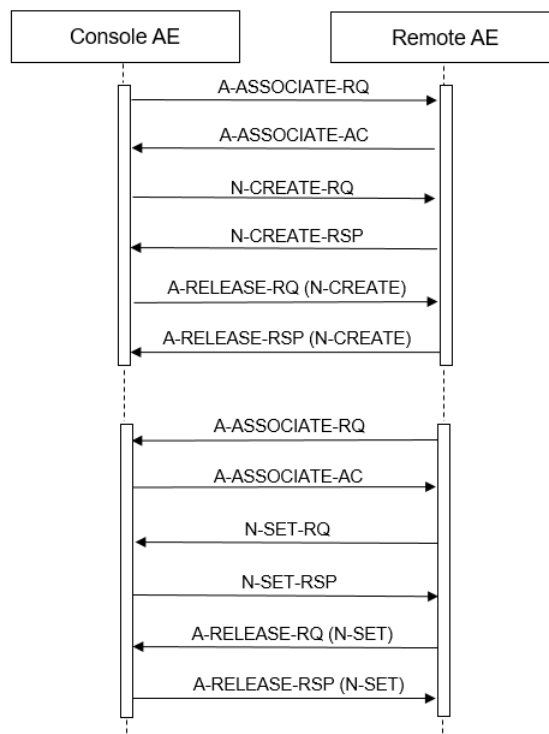 Console AE
Remote AE
A-ASSOCIATE-RQ
A-ASSOCIATE-AC
N-CREATE-RQ
N-CREATE-RSP
A-RELEASE-RQ (N-CREATE)
A-RELEASE-RSP (N-CREATE)
A-ASSOCIATE-RQ
A-ASSOCIATE-AC
N-SET-RQ
N-SET-RSP
A-RELEASE-RQ (N-SET)
A-RELEASE-RSP (N-SET)